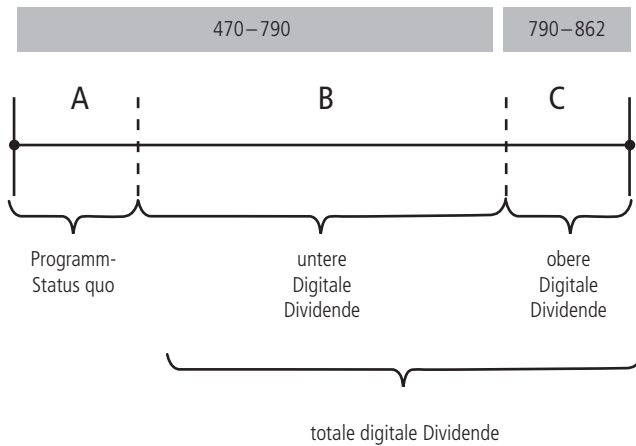 470–790
790–862
A
B
C
Programm-
Status quo
untere
Digitale
Dividende
obere
Digitale
Dividende
totale digitale Dividende